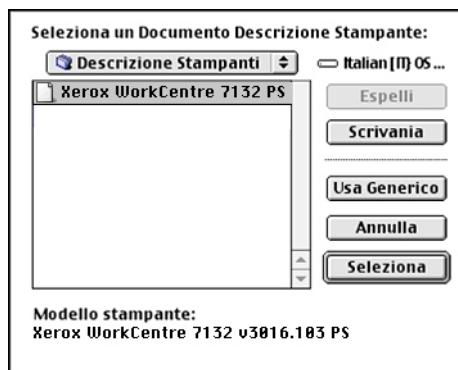 Seleziona un Documento Descrizione Stampante:
Descrizione Stampanti
Italian [IT] OS ...
Xerox WorkCentre 7132 PS
Espelli
Scrivania
Usa Generico
Annulla
Seleziona
Modello stampante:
Xerox WorkCentre 7132 v3016.103 PS